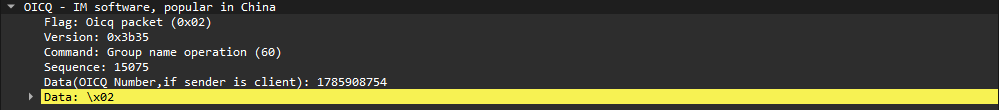 OICQ - IM software, popular in China
Flag: Oicq packet (0x02)
Version: 0x3b35
Command: Group name operation (60)
Sequence: 15075
Data(OICQ Number,if sender is client): 1785908754
Data: \x02